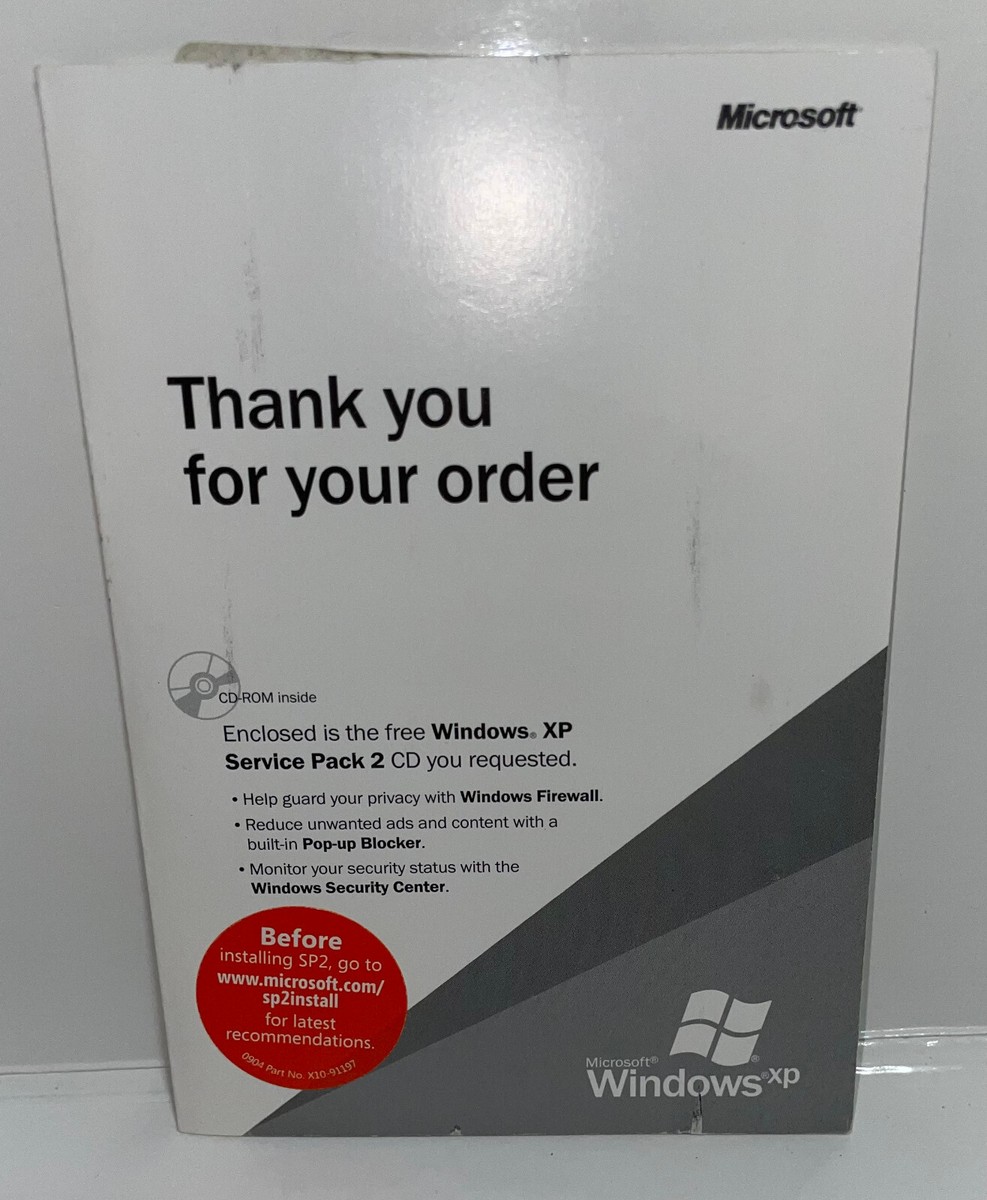 Microsoft
Thank you
for your order
CD-ROM inside
Enclosed is the free Windows® XP
Service Pack 2 CD you requested.
• Help guard your privacy with Windows Firewall.
• Reduce unwanted ads and content with a
built-in Pop-up Blocker.
• Monitor your security status with the
Windows Security Center.
Before
installing SP2, go to
www.microsoft.com/
sp2install
for latest
recommendations.
0904 Part No. X10-91197
Microsoft®
Windows®xp